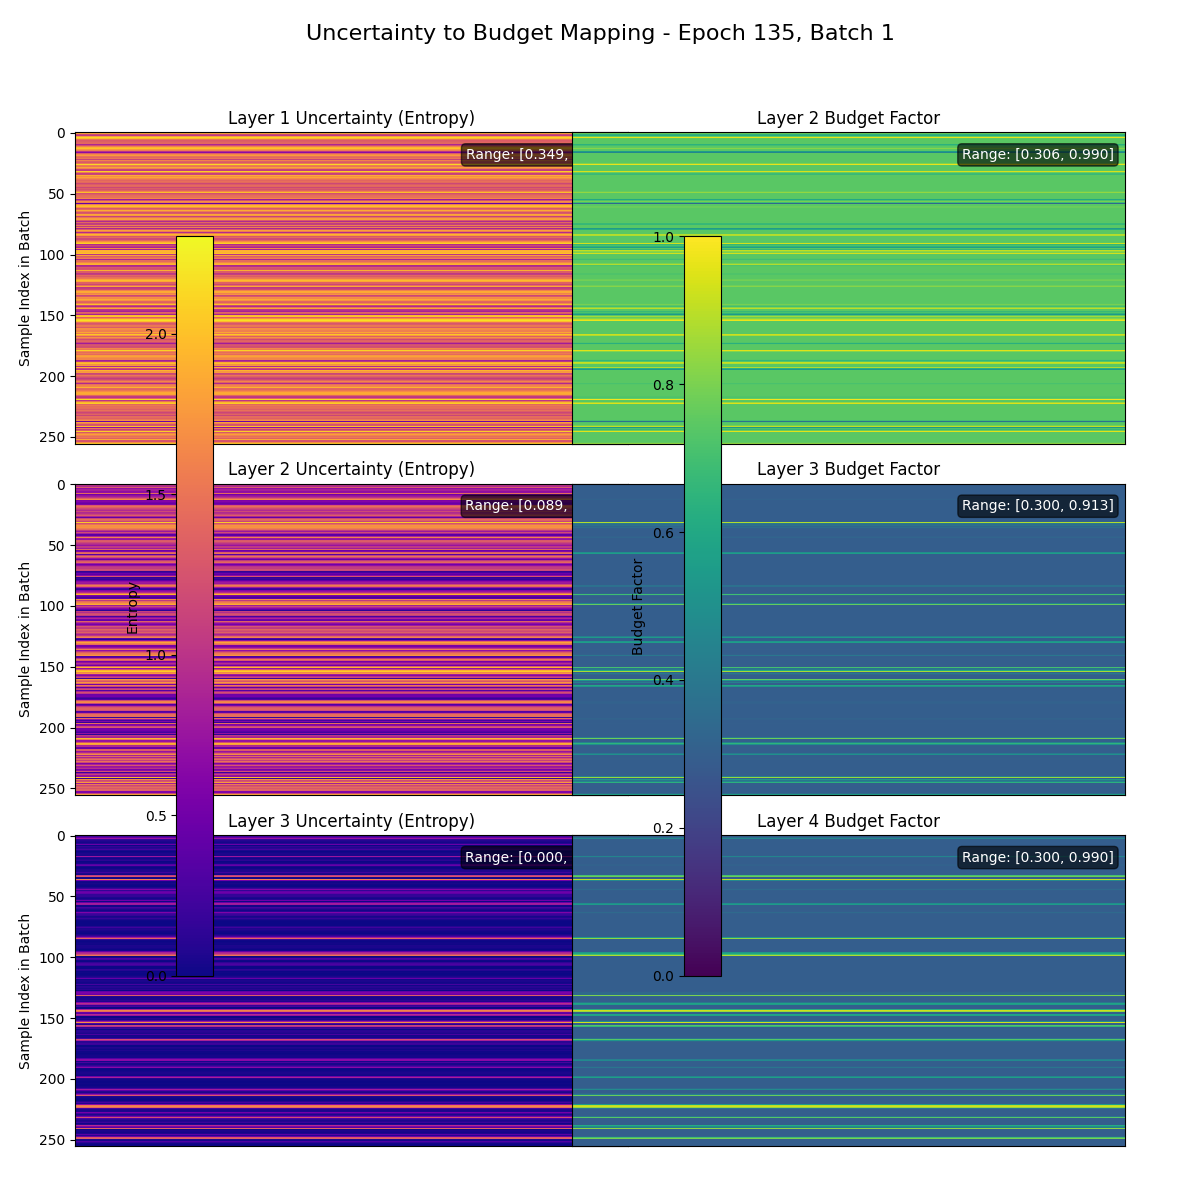 Uncertainty to Budget Mapping - Epoch 135, Batch 1
Layer 1 Uncertainty (Entropy)
Layer 2 Budget Factor
Range: [0.349,
Range: [0.306, 0.990]
Sample Index in Batch
0
50
100
150
200
250
Layer 2 Uncertainty (Entropy)
Layer 3 Budget Factor
Range: [0.089,
Range: [0.300, 0.913]
Sample Index in Batch
0
50
100
150
200
250
Layer 3 Uncertainty (Entropy)
Layer 4 Budget Factor
Range: [0.000,
Range: [0.300, 0.990]
Sample Index in Batch
0
50
100
150
200
250
Entropy
2.0
1.5
1.0
0.5
0.0
Budget Factor
1.0
0.8
0.6
0.4
0.2
0.0